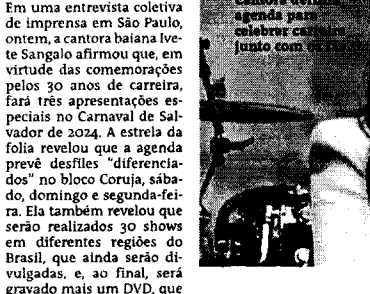 Em uma entrevista coletiva
de imprensa em São Paulo,
ontem, a cantora baiana Ive-
te Sangalo afirmou que, em
virtude das comemorações
pelos 30 anos de carreira,
fará três apresentações es-
peciais no Carnaval de Sal-
vador de 2024. A estrela da
folia revelou que a agenda
prevê desfiles "diferencia-
dos" no bloco Coruja, sába-
do, domingo e segunda-fei-
ra. Ela também revelou que
serão realizados 30 shows
em diferentes regiões do
Brasil, que ainda serão di-
vulgadas, e, ao final, será
gravado mais um DVD, que
Cantora
agenda para
celebrar carreira
junto com